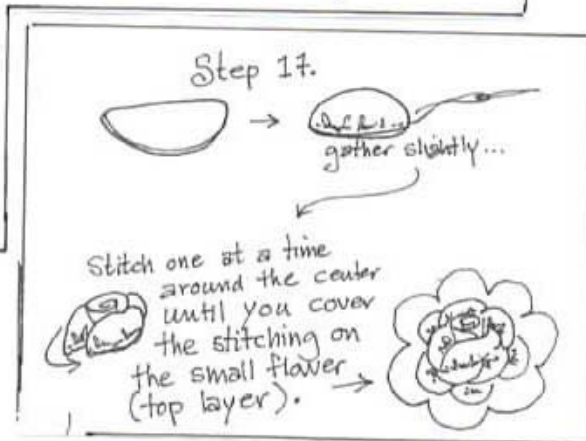 Step 17.
gather slightly...
Stitch one at a time
around the center
until you cover
the stitching on
the small flower
(top layer).